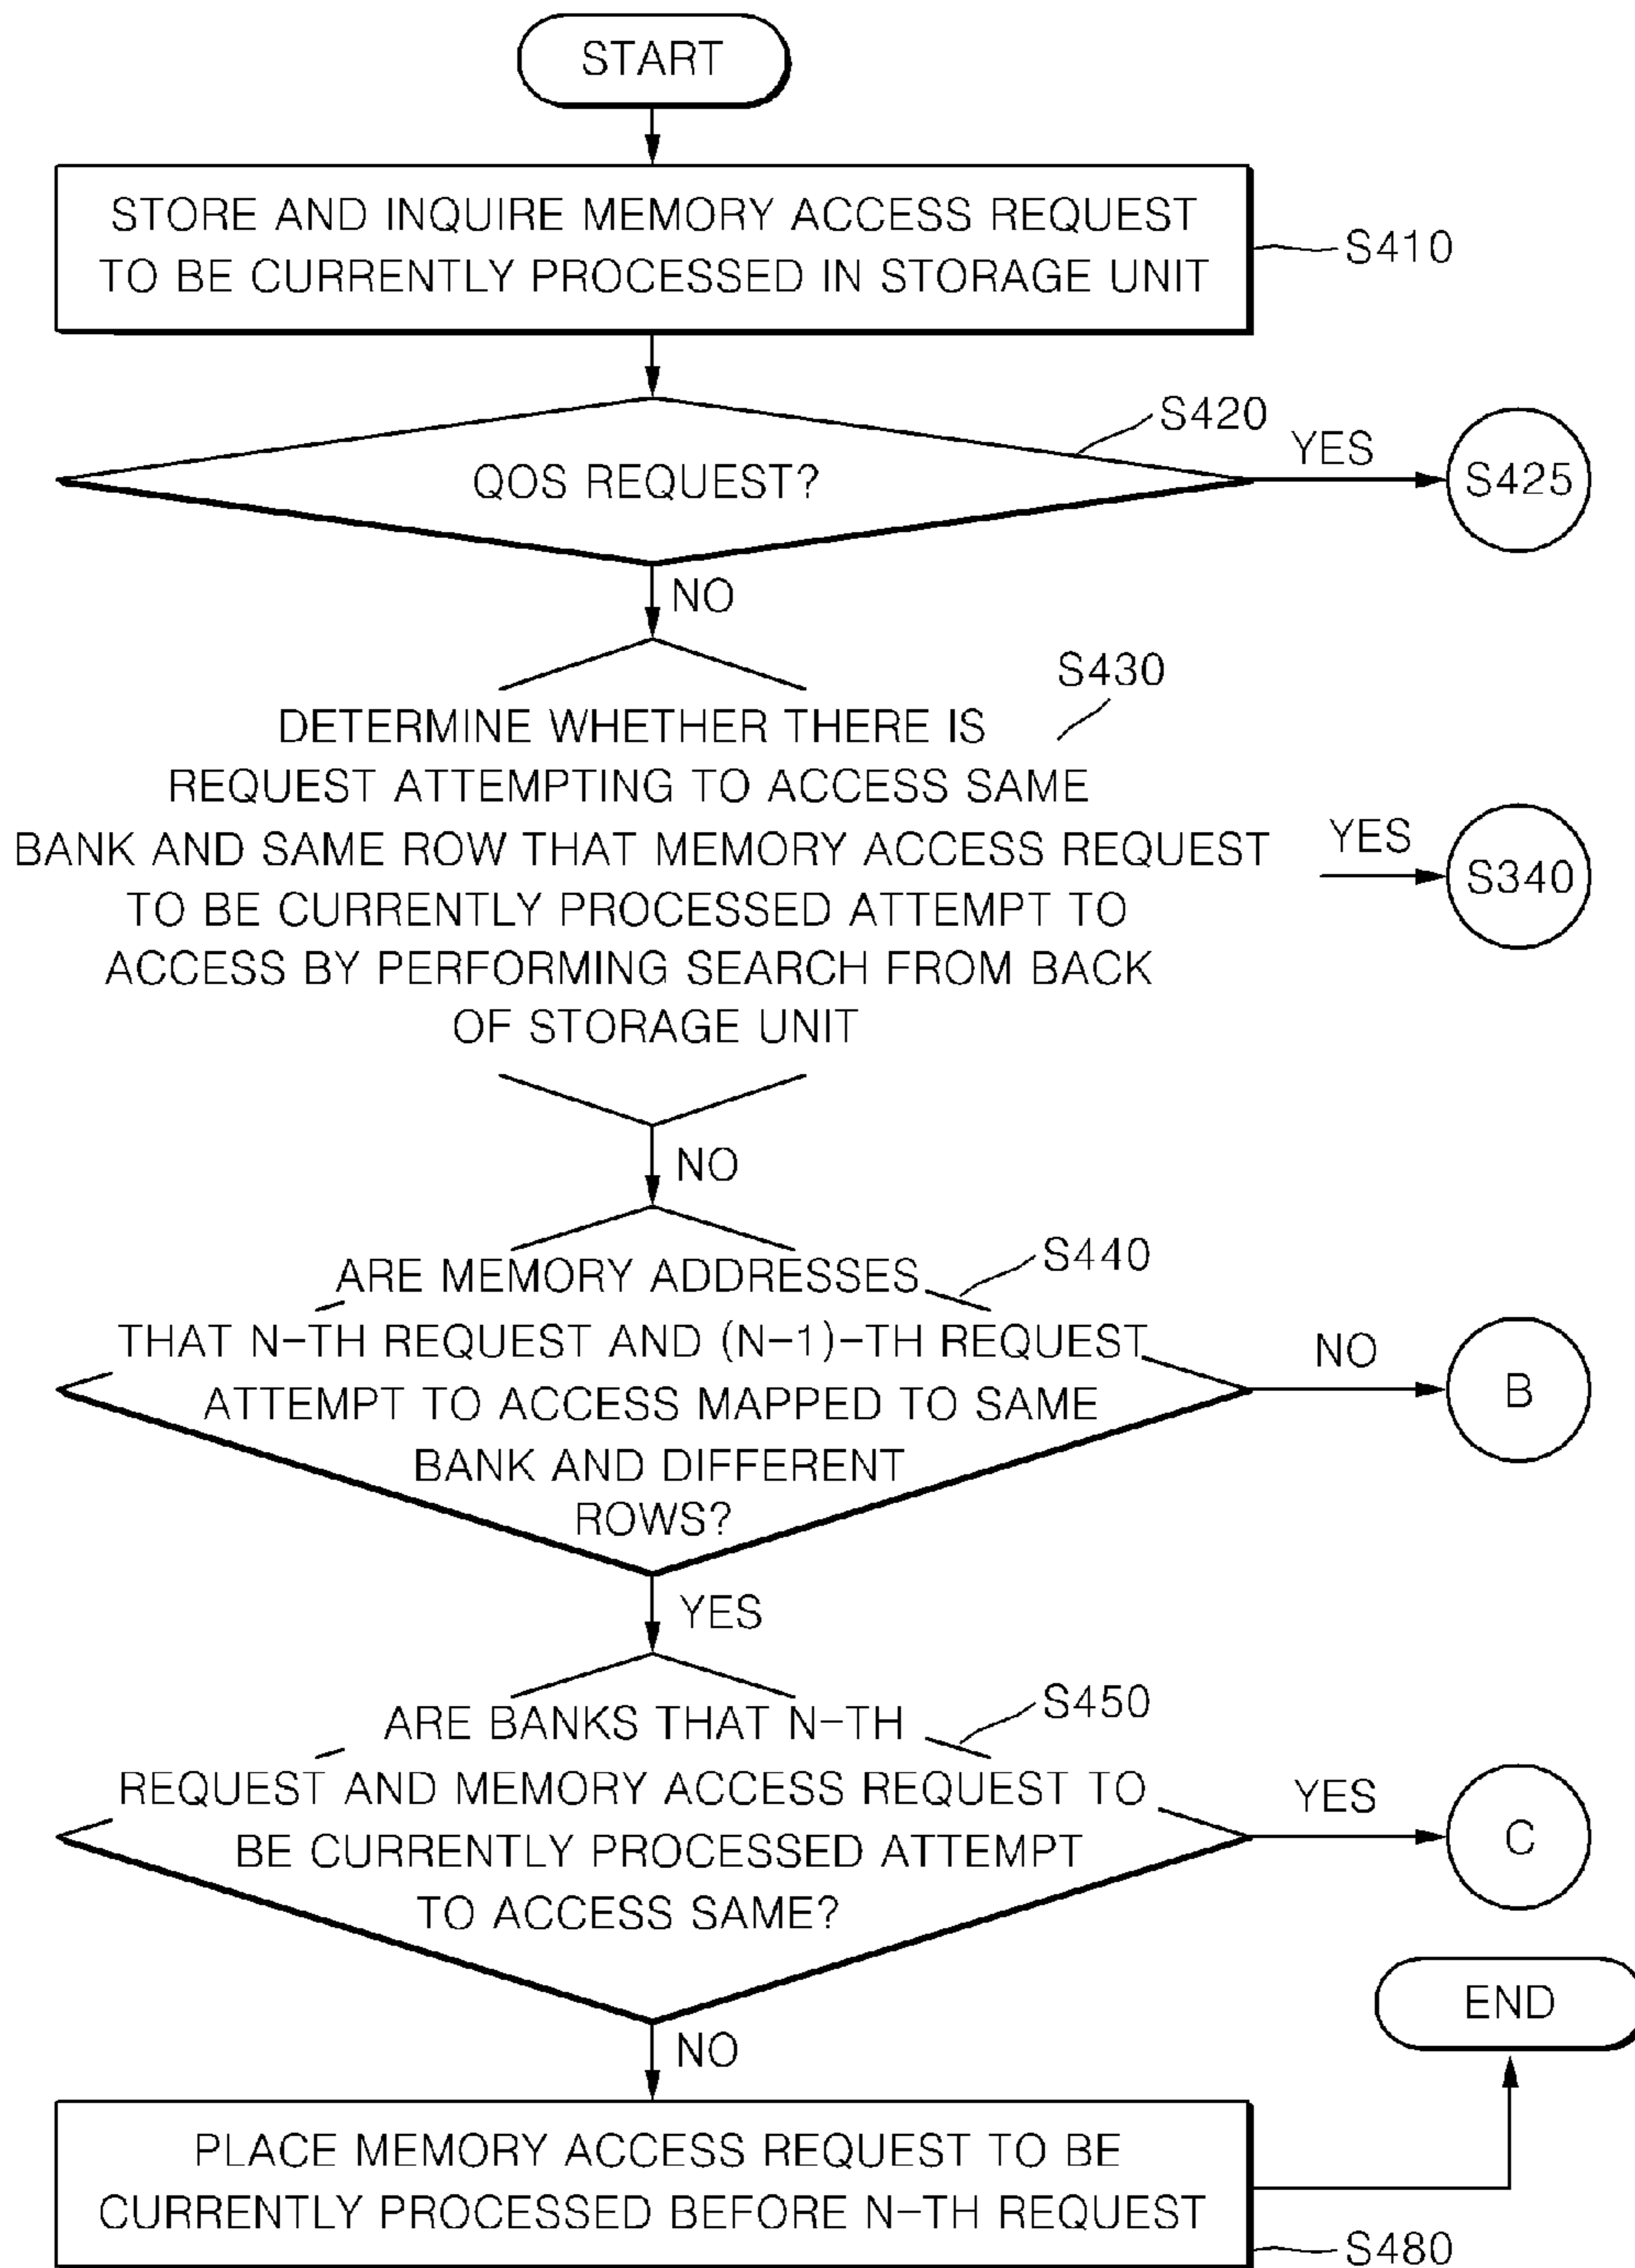 START
STORE AND INQUIRE MEMORY ACCESS REQUEST
TO BE CURRENTLY PROCESSED IN STORAGE UNIT
S410
S420
QOS REQUEST?
YES
S425
NO
S430
DETERMINE WHETHER THERE IS
REQUEST ATTEMPTING TO ACCESS SAME
BANK AND SAME ROW THAT MEMORY ACCESS REQUEST
TO BE CURRENTLY PROCESSED ATTEMPT TO
ACCESS BY PERFORMING SEARCH FROM BACK
OF STORAGE UNIT
YES
S340
NO
S440
ARE MEMORY ADDRESSES
THAT N-TH REQUEST AND (N-1)-TH REQUEST
ATTEMPT TO ACCESS MAPPED TO SAME
BANK AND DIFFERENT
ROWS?
NO
B
YES
S450
ARE BANKS THAT N-TH
REQUEST AND MEMORY ACCESS REQUEST TO
BE CURRENTLY PROCESSED ATTEMPT
TO ACCESS SAME?
YES
C
NO
END
PLACE MEMORY ACCESS REQUEST TO BE
CURRENTLY PROCESSED BEFORE N-TH REQUEST
S480